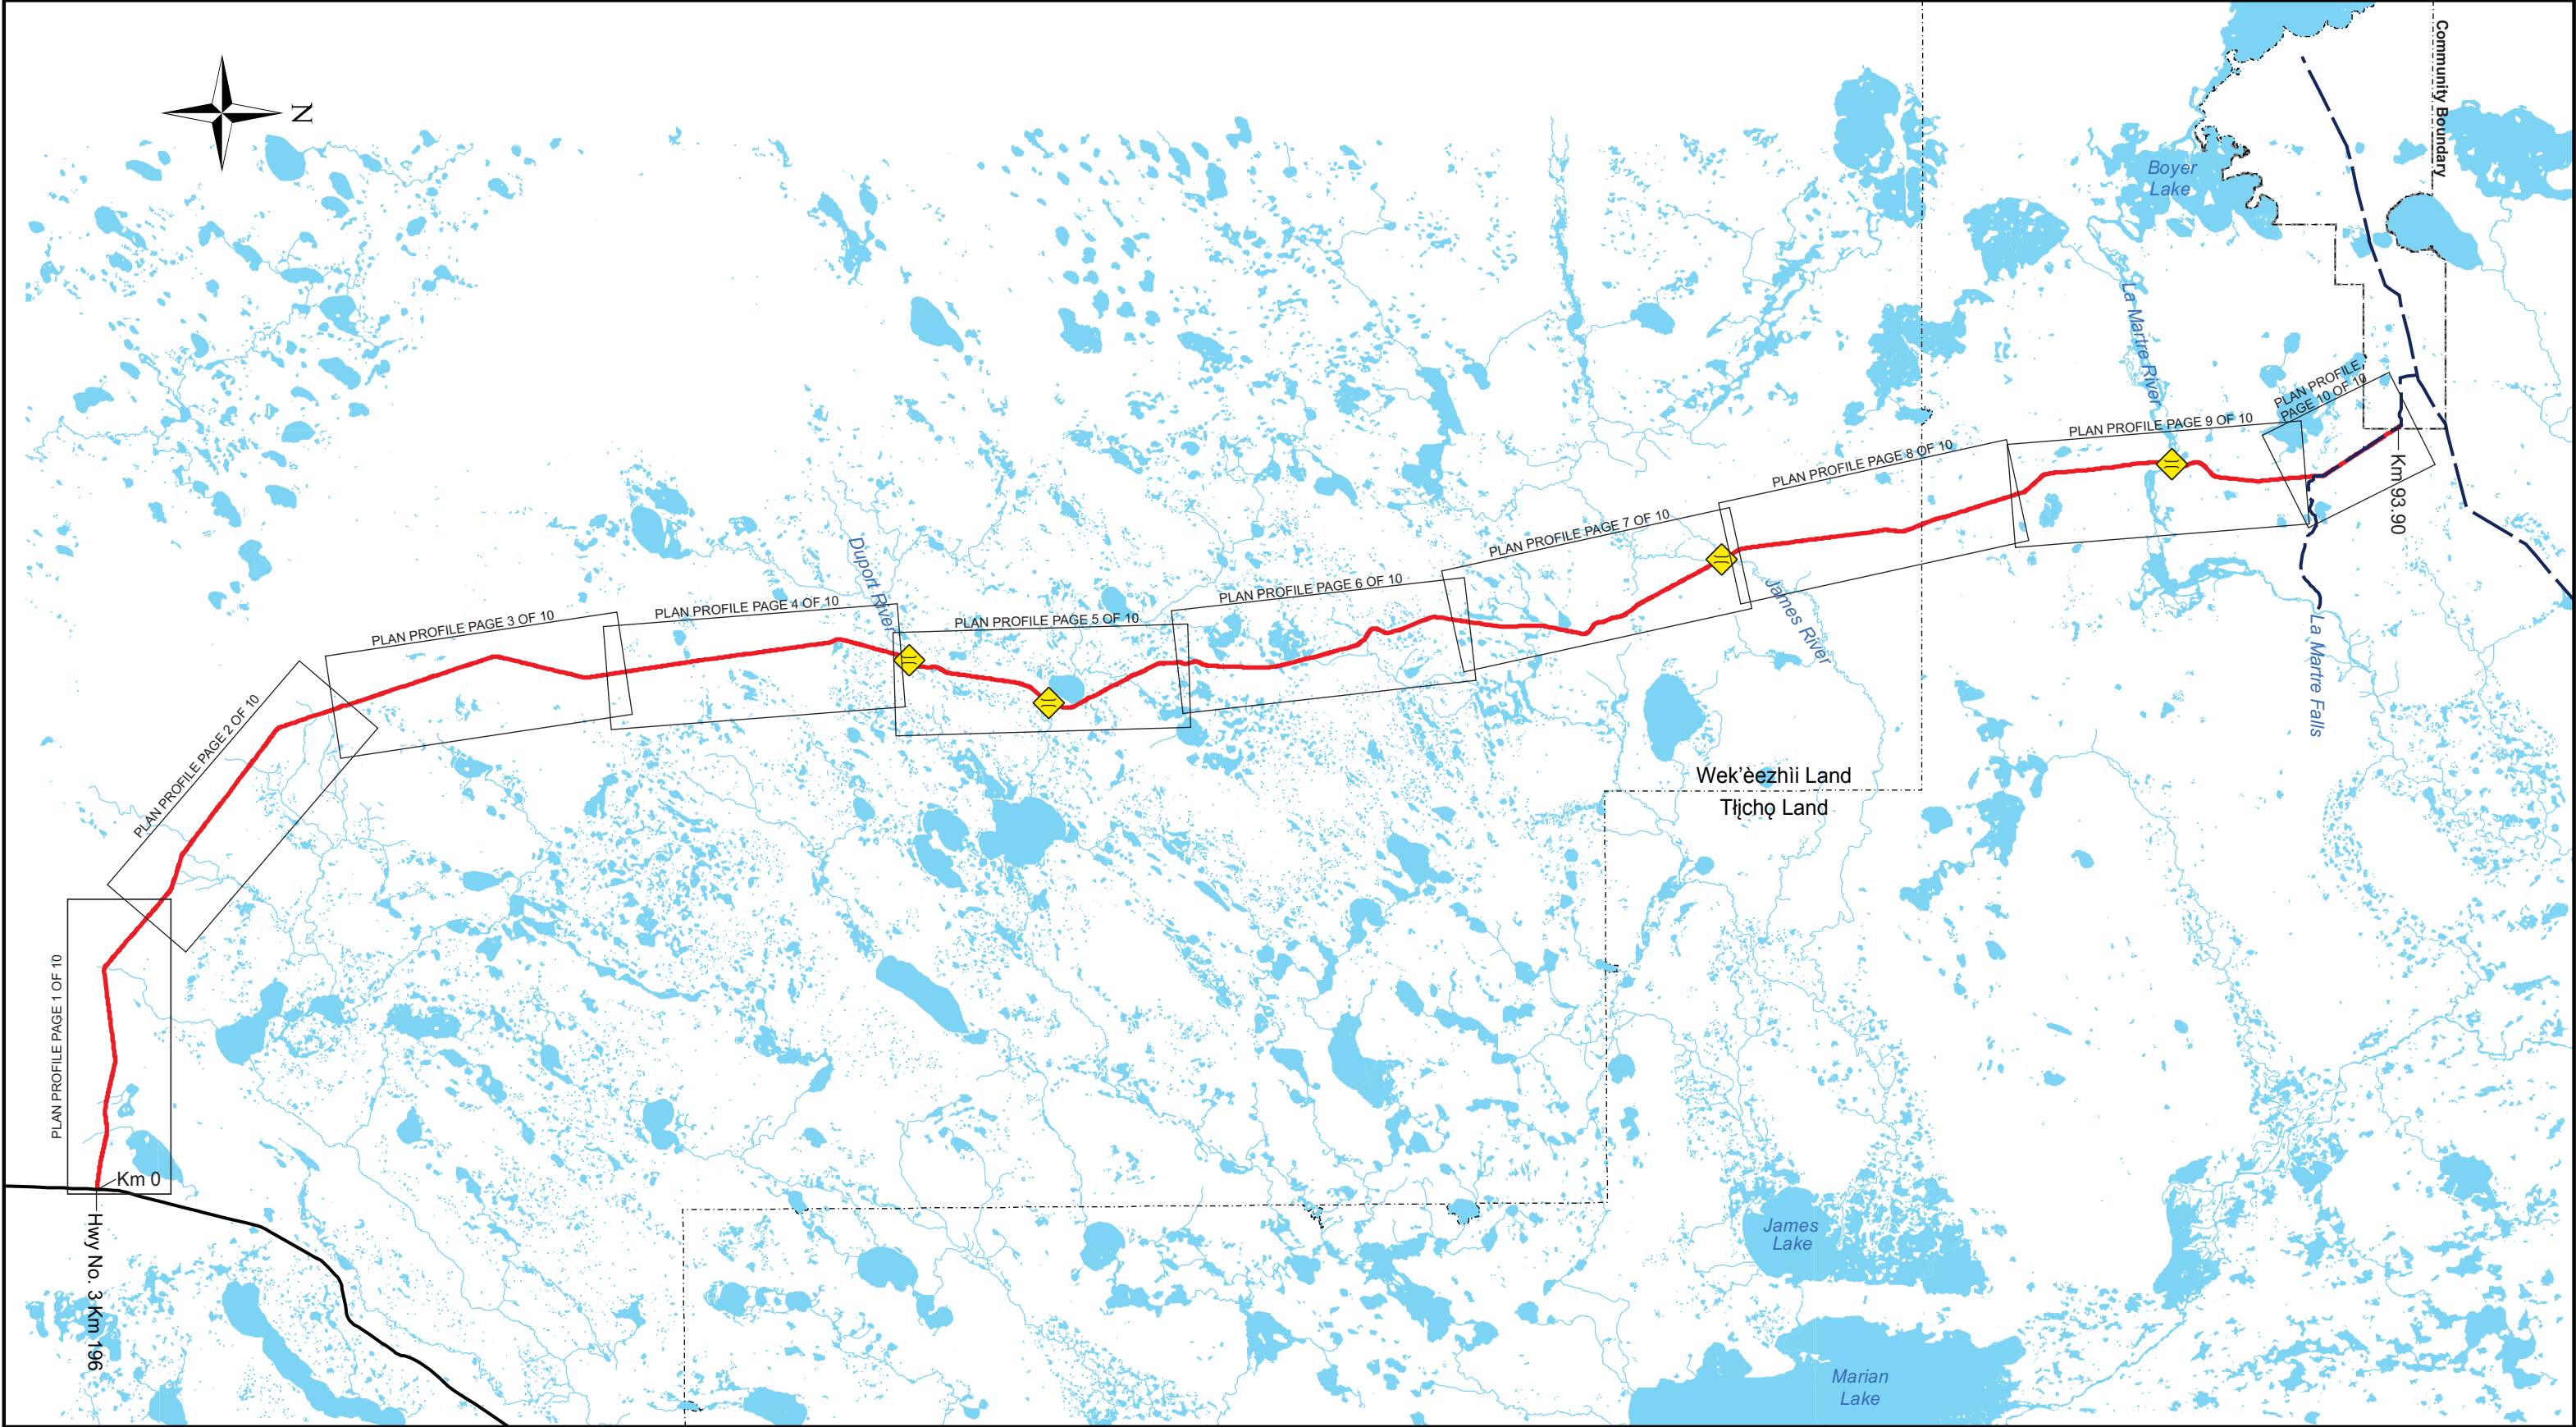 N
Community Boundary
Boyer
Lake
La Martre River
PLAN PROFILE
PAGE 10 OF 10
PLAN PROFILE PAGE 9 OF 10
PLAN PROFILE PAGE 8 OF 10
Km 93.90
PLAN PROFILE PAGE 7 OF 10
James River
La Martre Falls
Duport River
PLAN PROFILE PAGE 6 OF 10
PLAN PROFILE PAGE 5 OF 10
PLAN PROFILE PAGE 4 OF 10
PLAN PROFILE PAGE 3 OF 10
PLAN PROFILE PAGE 2 OF 10
Wek’èezhìi Land
Tłı̨chǫ Land
PLAN PROFILE PAGE 1 OF 10
Km 0
Hwy No. 3 Km 196
James
Lake
Marian
Lake